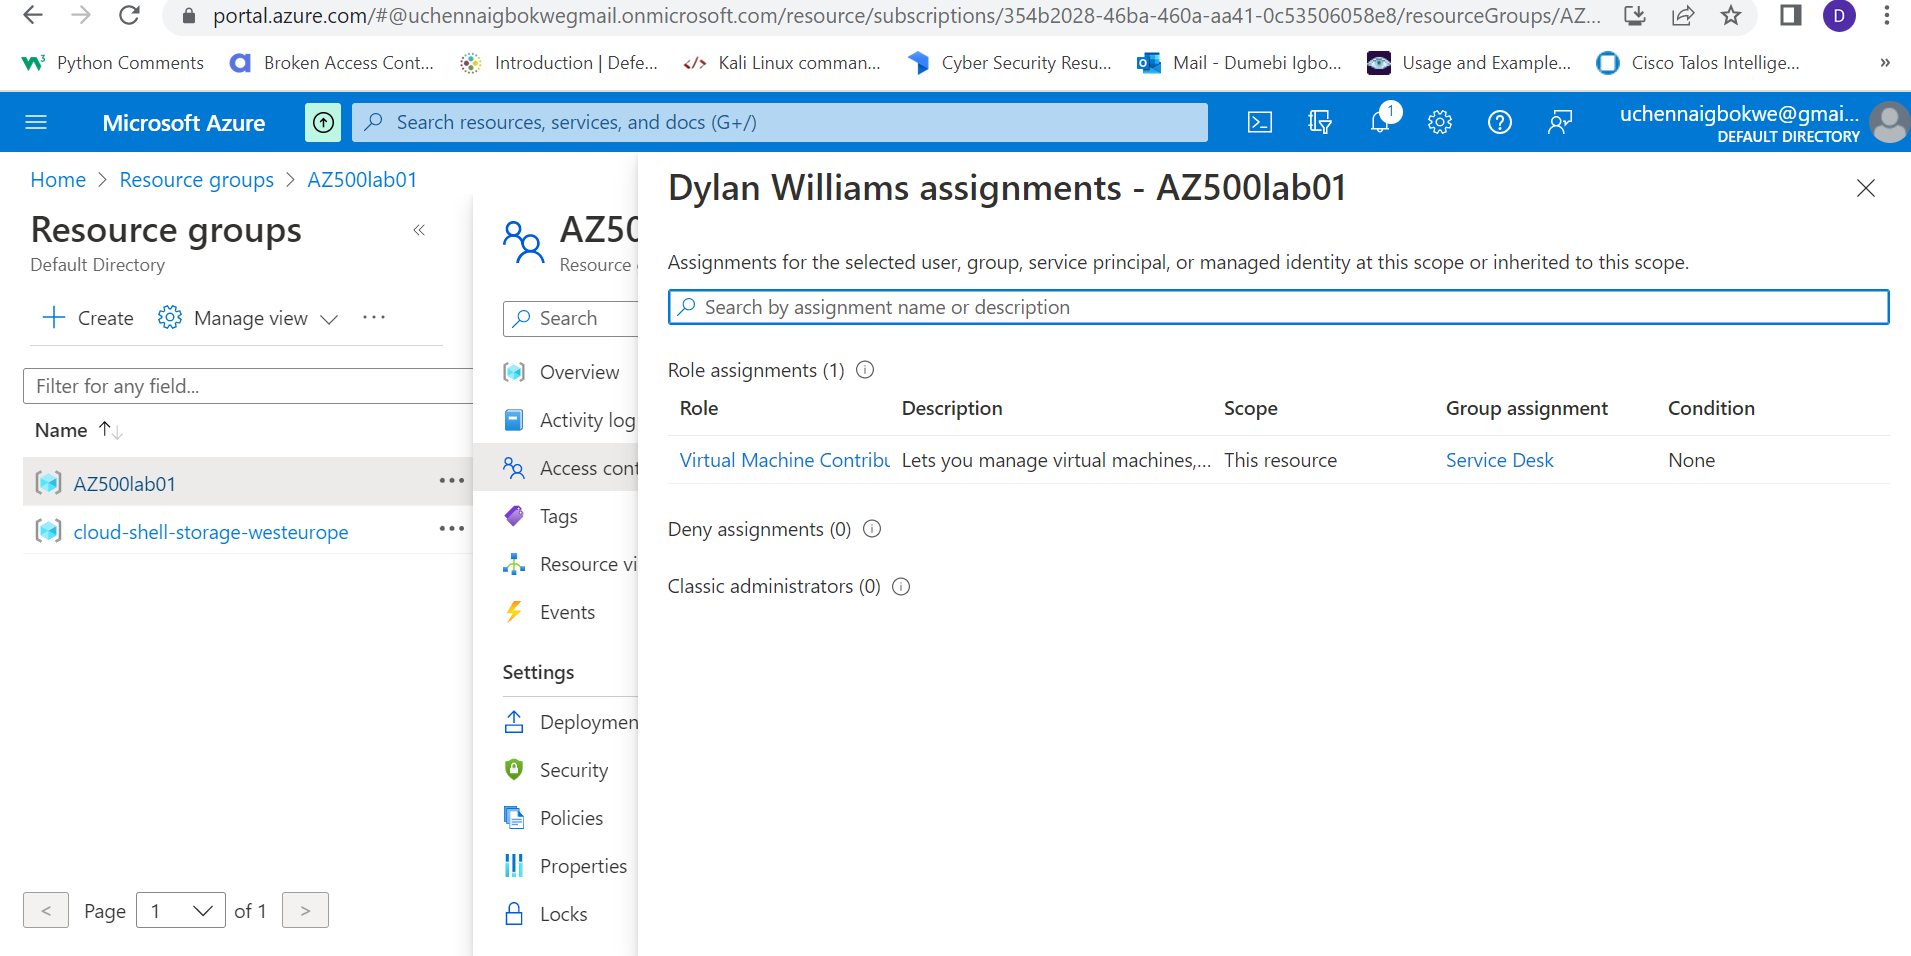 portal.azure.com/#@uchennaigbokwegmail.onmicrosoft.com/resource/subscriptions/354b2028-46ba-460a-aa41-0c53506058e8/resourceGroups/AZ...
D
Python Comments
Broken Access Cont...
Introduction | Defe...
Kali Linux comman...
Cyber Security Resu...
Mail - Dumebi Igbo...
Usage and Example...
Cisco Talos Intellige...
»
Microsoft Azure
Search resources, services, and docs (G+/)
1
uchennaigbokwe@gmai...
DEFAULT DIRECTORY
Home > Resource groups > AZ500lab01
Resource groups
Default Directory
Create
Manage view
Filter for any field...
Name
AZ500lab01
cloud-shell-storage-westeurope
< Page 1 of 1 >
AZ50
Resource
Search
Overview
Activity log
Access cont
Tags
Resource vi
Events
Settings
Deploymen
Security
Policies
Properties
Locks
Dylan Williams assignments - AZ500lab01
Assignments for the selected user, group, service principal, or managed identity at this scope or inherited to this scope.
Search by assignment name or description
Role assignments (1)
Role Description Scope Group assignment Condition
Virtual Machine Contribu Lets you manage virtual machines,... This resource Service Desk None
Deny assignments (0)
Classic administrators (0)